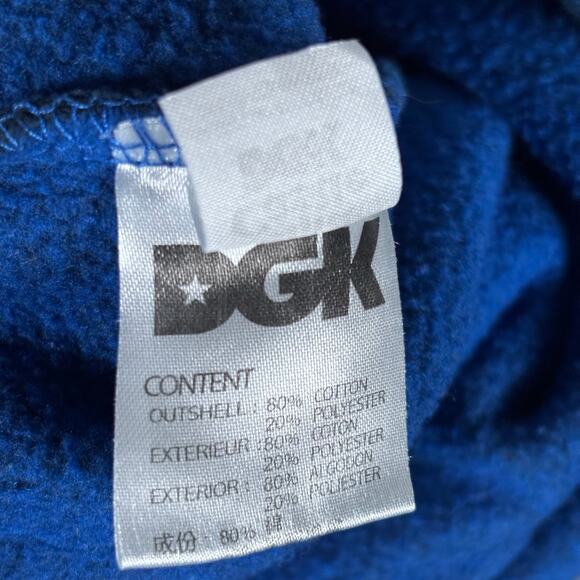 DGK
CONTENT
OUTSHELL : 80% COTTON
20% POLYESTER
EXTERIEUR : 80% COTON
20% POLYESTER
EXTERIOR : 80% ALGODON
20% POLIESTER
成份 : 80% 棉